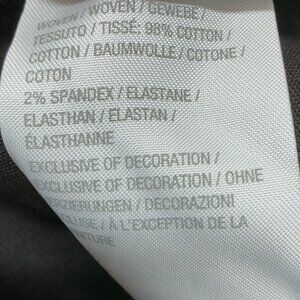 WOVEN / WOVEN / GEWEBE /
TESSUTO / TISSÉ: 98% COTTON /
COTTON / BAUMWOLLE / COTONE /
COTON
2% SPANDEX / ELASTANE /
ELASTHAN / ELASTAN /
ÉLASTHANNE
EXCLUSIVE OF DECORATION /
EXCLUSIVE OF DECORATION / OHNE
ERZIERUNGEN / DECORAZIONI
/ À L'EXCEPTION DE LA